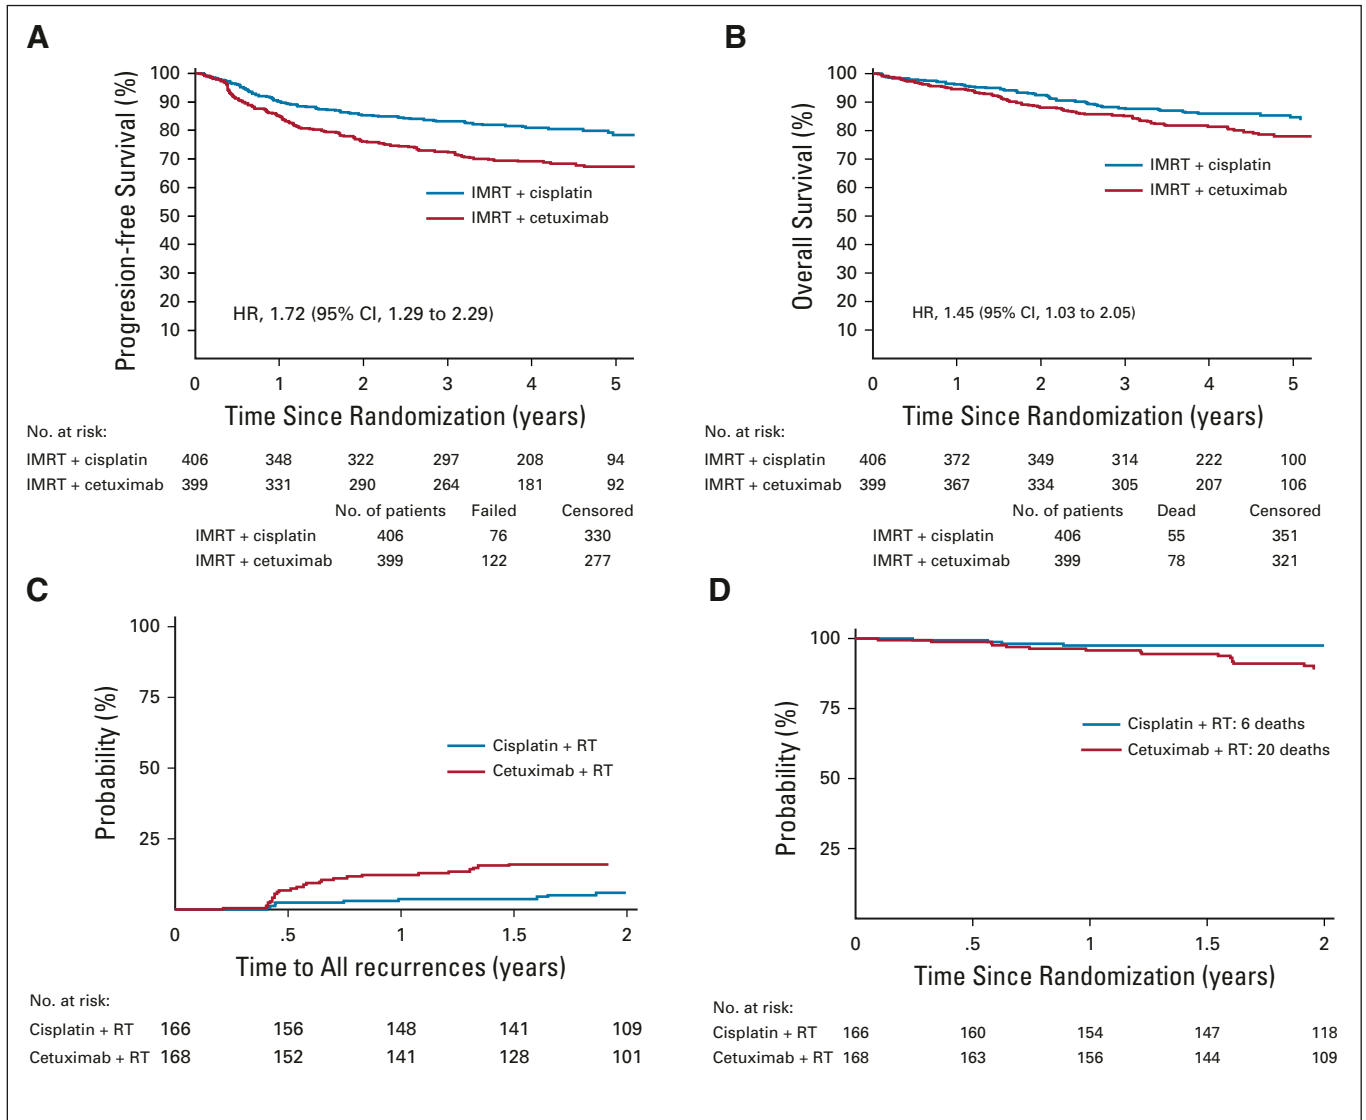 A
Progresion-free Survival (%)
100
90
80
70
60
50
40
30
20
10
IMRT + cisplatin
IMRT + cetuximab
HR, 1.72 (95% CI, 1.29 to 2.29)
0 1 2 3 4 5
Time Since Randomization (years)
No. at risk:
IMRT + cisplatin 406 348 322 297 208 94
IMRT + cetuximab 399 331 290 264 181 92
No. of patients Failed Censored
IMRT + cisplatin 406 76 330
IMRT + cetuximab 399 122 277
B
Overall Survival (%)
100
90
80
70
60
50
40
30
20
10
IMRT + cisplatin
IMRT + cetuximab
HR, 1.45 (95% CI, 1.03 to 2.05)
0 1 2 3 4 5
Time Since Randomization (years)
No. at risk:
IMRT + cisplatin 406 372 349 314 222 100
IMRT + cetuximab 399 367 334 305 207 106
No. of patients Dead Censored
IMRT + cisplatin 406 55 351
IMRT + cetuximab 399 78 321
C
Probability (%)
100
75
50
25
Cisplatin + RT
Cetuximab + RT
0 .5 1 1.5 2
Time to All recurrences (years)
No. at risk:
Cisplatin + RT 166 156 148 141 109
Cetuximab + RT 168 152 141 128 101
D
Probability (%)
100
75
50
25
Cisplatin + RT: 6 deaths
Cetuximab + RT: 20 deaths
0 .5 1 1.5 2
Time Since Randomization (years)
No. at risk:
Cisplatin + RT 166 160 154 147 118
Cetuximab + RT 168 163 156 144 109